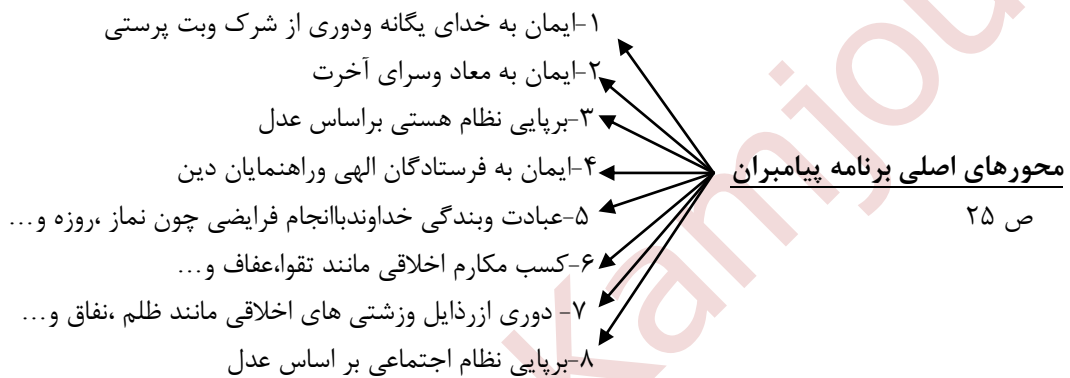 ۱-ایمان به خدای یگانه ودوری از شرک وبت پرستی
۲-ایمان به معاد وسرای آخرت
۳-برپایی نظام هستی براساس عدل
محورهای اصلی برنامه پیامبران
۴-ایمان به فرستادگان الهی وراهنمایان دین
ص ۲۵
۵-عبادت وبندگی خداوندباانجام فرایضی چون نماز ،روزه و...
۶-کسب مکارم اخلاقی مانند تقوا،عفاف و...
۷- دوری ازرذایل وزشتی های اخلاقی مانند ظلم ،نفاق و...
۸-برپایی نظام اجتماعی بر اساس عدل
Kamjou